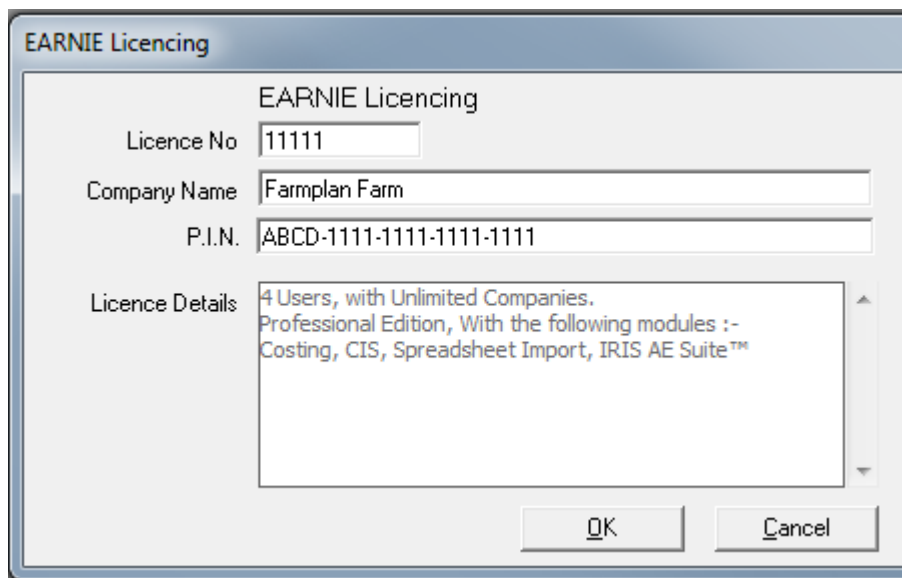 EARNIE Licencing
EARNIE Licencing
Licence No 11111
Company Name Farmplan Farm
P.I.N. ABCD-1111-1111-1111-1111
Licence Details 4 Users, with Unlimited Companies.
Professional Edition, With the following modules :-
Costing, CIS, Spreadsheet Import, IRIS AE Suite™
OK Cancel